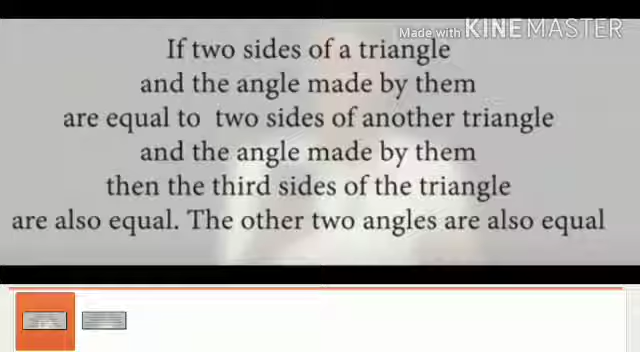 Made with KINEMASTER
If two sides of a triangle
and the angle made by them
are equal to two sides of another triangle
and the angle made by them
then the third sides of the triangle
are also equal. The other two angles are also equal